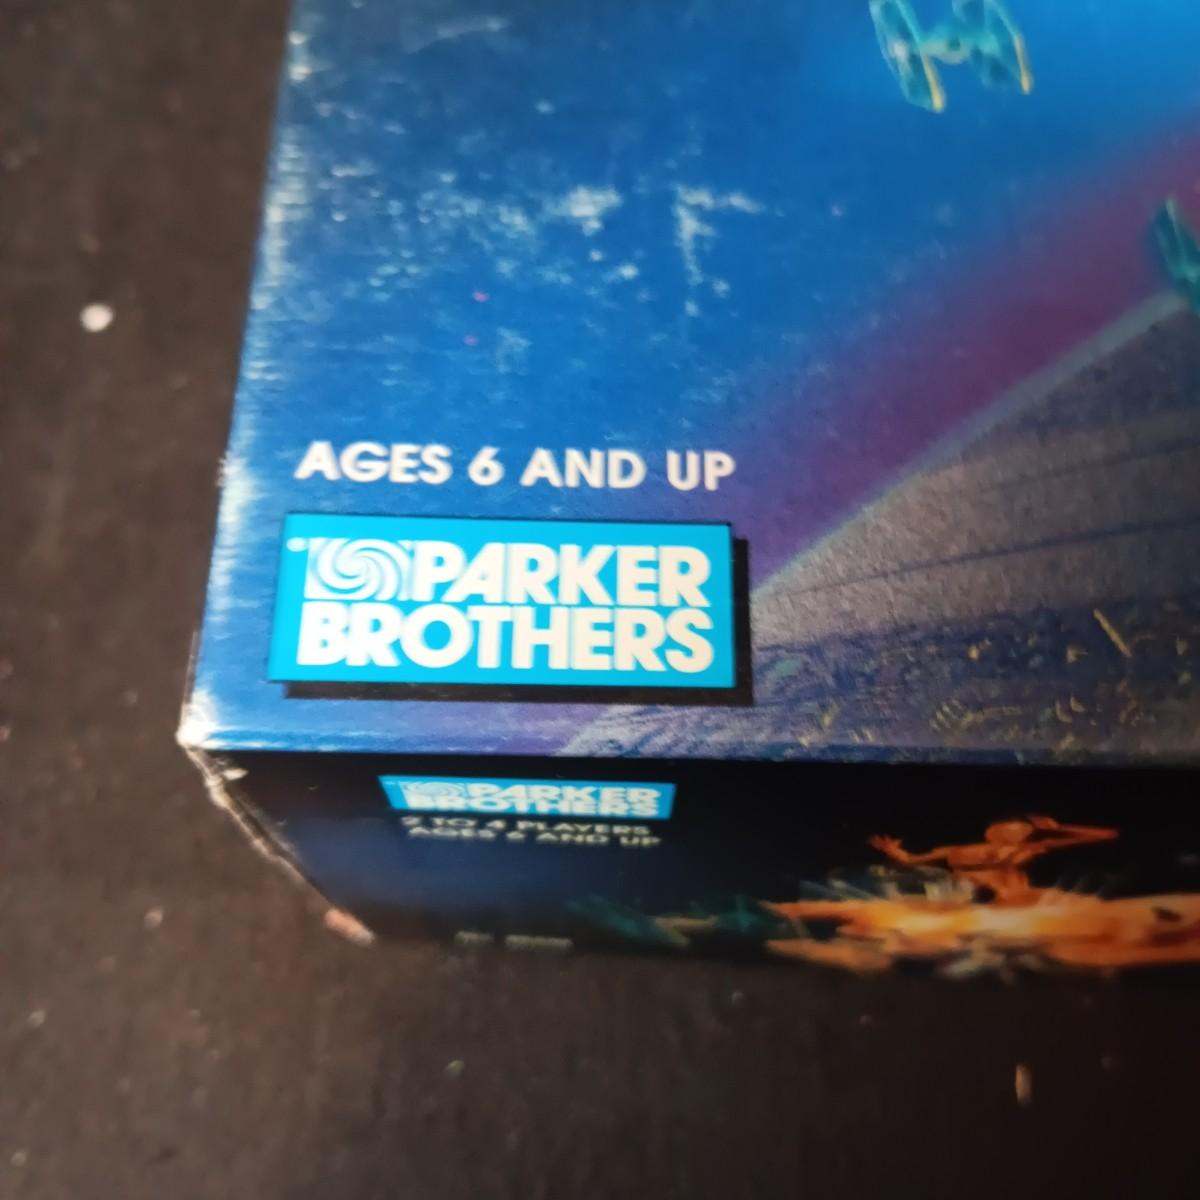 AGES 6 AND UP
PARKER
BROTHERS
PARKER
BROTHERS
2 TO 4 PLAYERS
AGES 6 AND UP